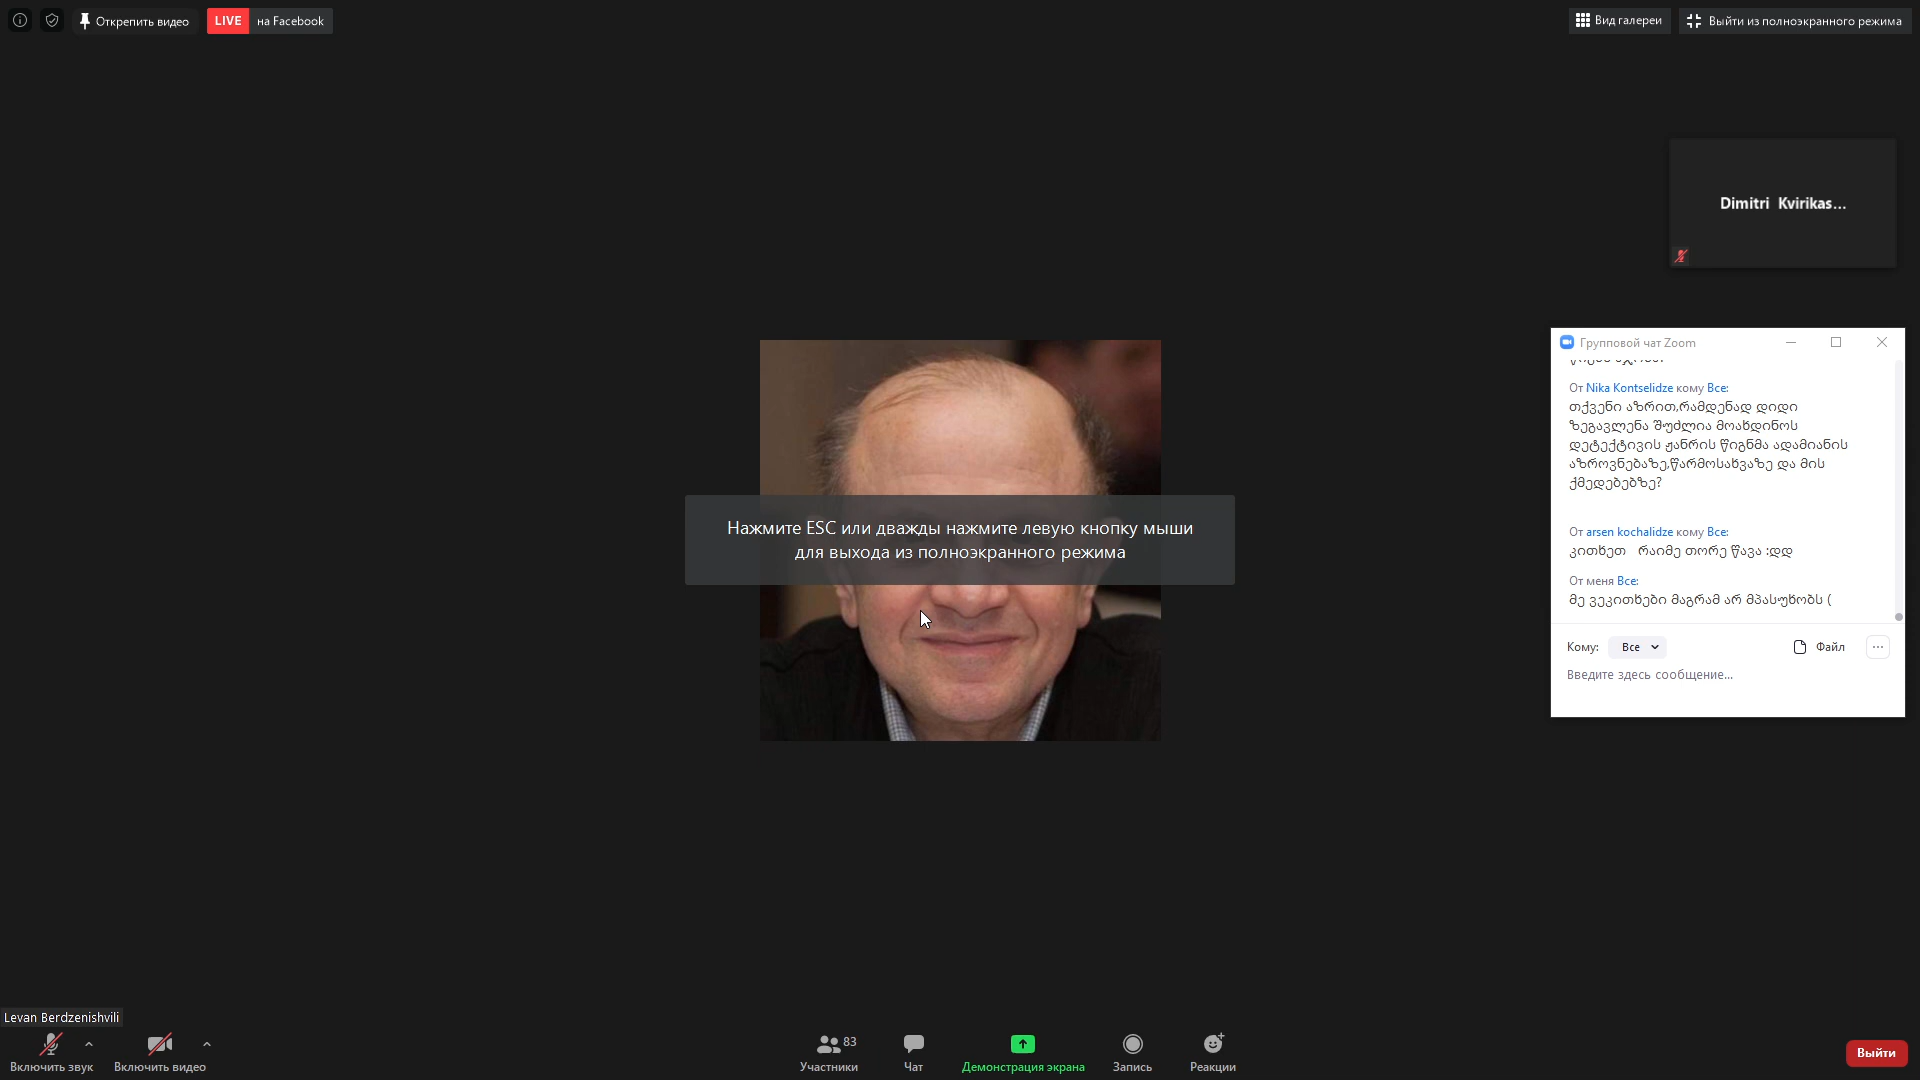 Открепить видео
LIVE на Facebook
Вид галереи
Выйти из полноэкранного режима
Dimitri Kvirikas...
Групповой чат Zoom
От Nika Kontselidze кому Все:
თქვენი აზრით,რამდენად დიდი
ზეგავლენა შუძლია მოახდინოს
დეტექტივის ჟანრის წიგნმა ადამიანის
აზროვნებაზე,წარმოსახვაზე და მის
ქმედებებზე?
От arsen kochalidze кому Все:
კითხეთ რაიმე თორე წავა :დდ
От меня Все:
მე ვეკითხები მაგრამ არ მპასუხობს (
Кому: Все
Файл
Введите здесь сообщение...
Нажмите ESC или дважды нажмите левую кнопку мыши
для выхода из полноэкранного режима
Levan Berdzenishvili
Включить звук
Включить видео
83
Участники
Чат
Демонстрация экрана
Запись
Реакции
Выйти